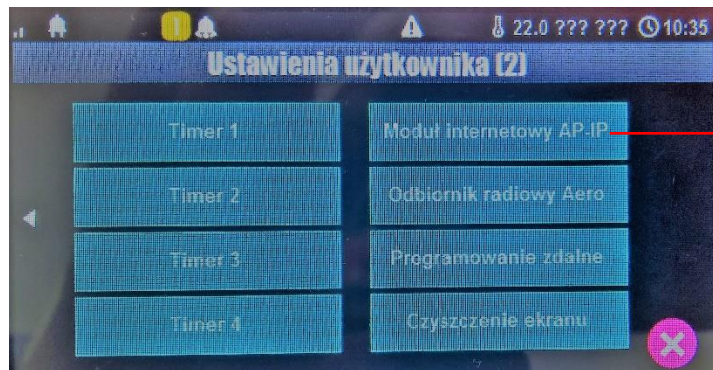 1 22.0 ??? ??? 10:35
Ustawienia użytkownika (2)
Timer 1
Moduł internetowy AP-IP
Timer 2
Odbiornik radiowy Aero
Timer 3
Programowanie zdalne
Timer 4
Czyszczenie ekranu